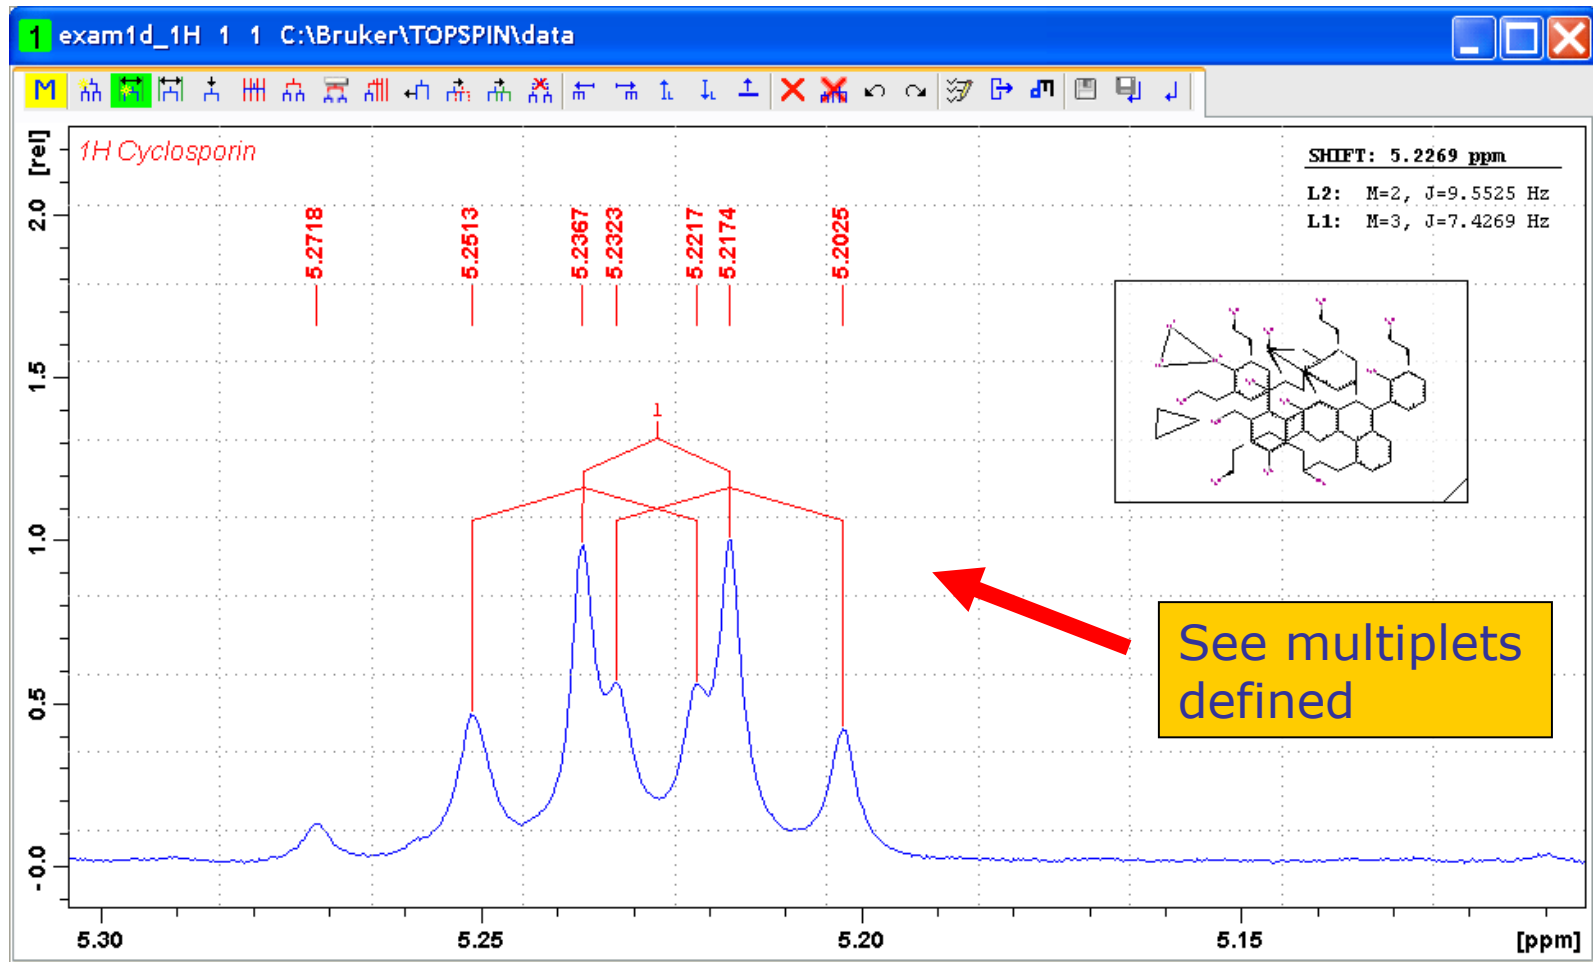 1 exam1d_1H 1 1 C:\Bruker\TOPSPIN\data
M
[rel]
1H Cyclosporin
SHIFT: 5.2269 ppm
L2: M=2, J=9.5525 Hz
L1: M=3, J=7.4269 Hz
5.2718
5.2513
5.2367
5.2323
5.2217
5.2174
5.2025
2.0
1.5
1
1.0
0.5
-0.0
See multiplets
defined
5.30 5.25 5.20 5.15 [ppm]